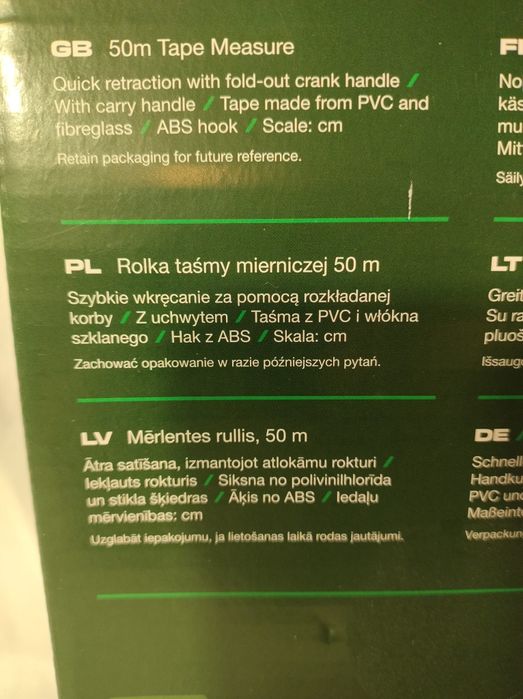 GB 50m Tape Measure
Quick retraction with fold-out crank handle /
With carry handle / Tape made from PVC and
fibreglass / ABS hook / Scale: cm
Retain packaging for future reference.
PL Rolka taśmy mierniczej 50 m
Szybkie wkręcanie za pomocą rozkładanej
korby / Z uchwytem / Taśma z PVC i włókna
szklanego / Hak z ABS / Skala: cm
Zachować opakowanie w razie późniejszych pytań.
LV Mērlentes rullis, 50 m
Ātra satīšana, izmantojot atlokāmu rokturi /
Iekļauts rokturis / Siksna no polivinilhlorīda
un stikla šķiedras / Āķis no ABS / Iedaļu
mērvienības: cm
Uzglabāt iepakojumu, ja lietošanas laikā rodas jautājumi.
LT
DE
PVC und